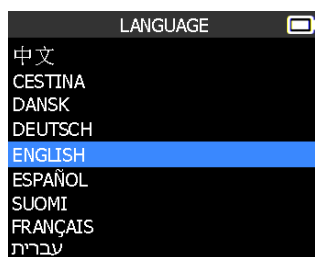 LANGUAGE
中文
CESTINA
DANSK
DEUTSCH
ENGLISH
ESPAÑOL
SUOMI
FRANÇAIS
עברית